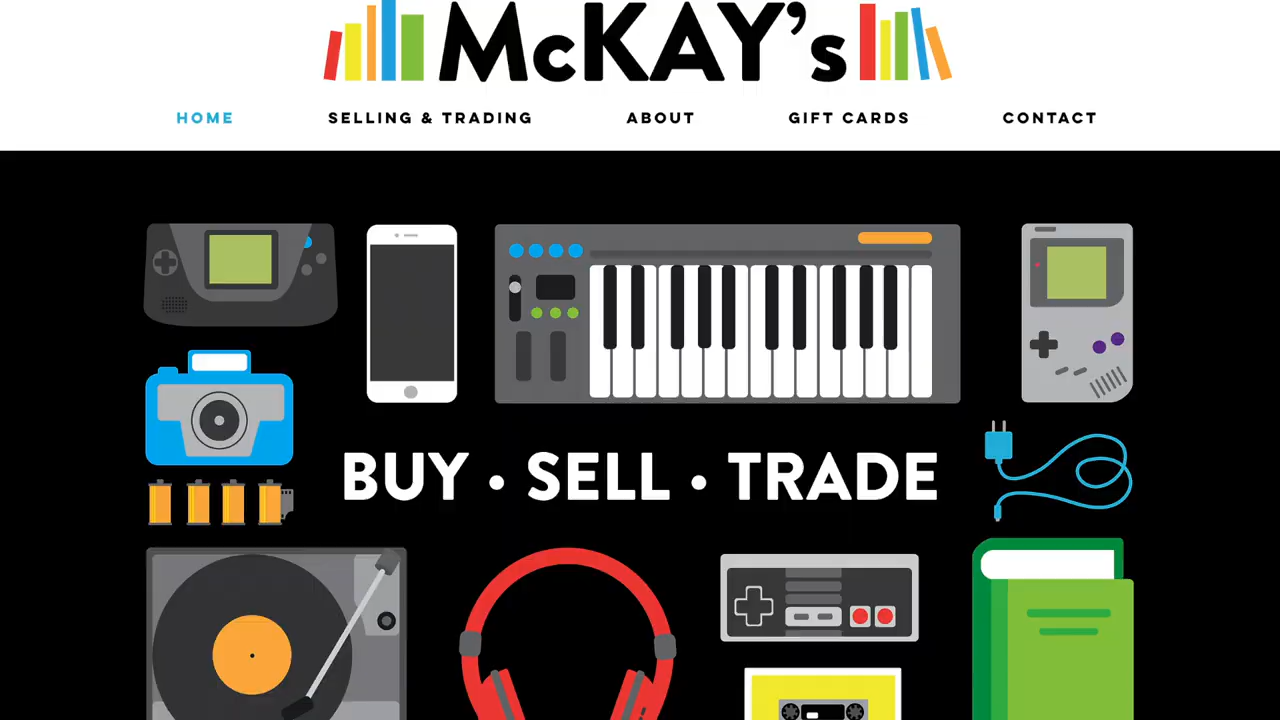 McKAY's
HOME SELLING & TRADING ABOUT GIFT CARDS CONTACT
BUY • SELL • TRADE